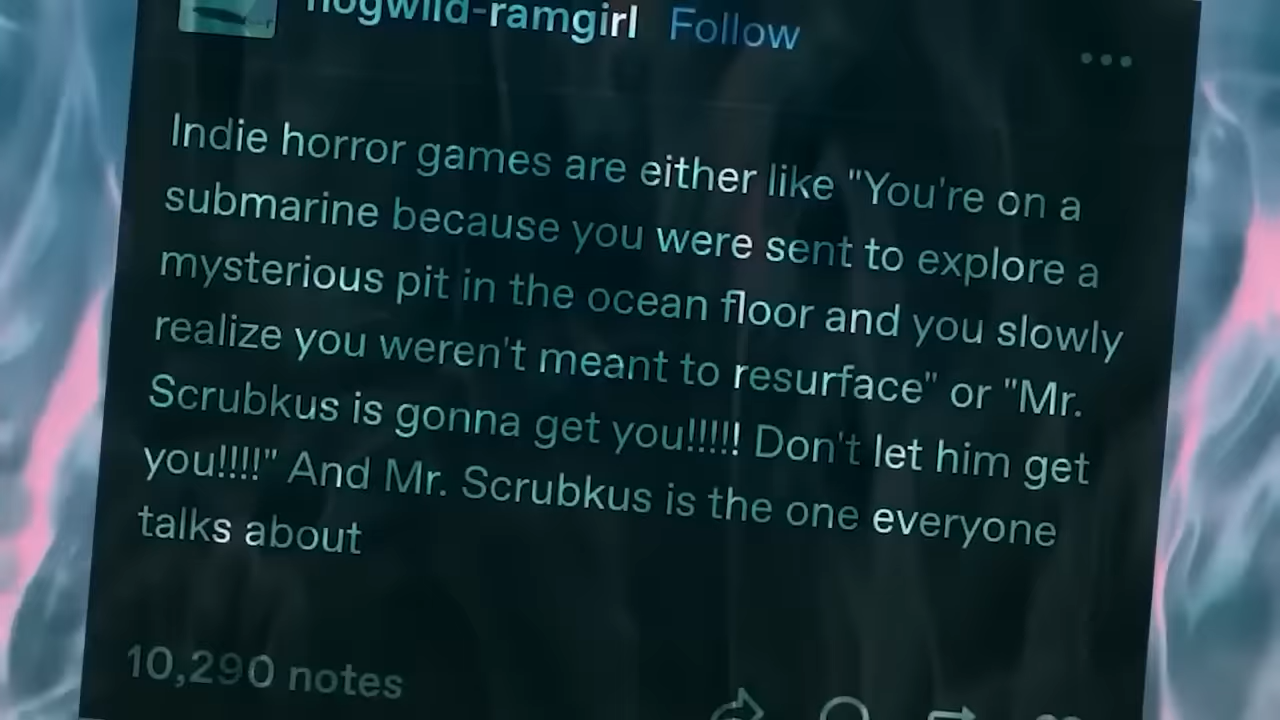 hogwild-ramgirl Follow
Indie horror games are either like "You're on a
submarine because you were sent to explore a
mysterious pit in the ocean floor and you slowly
realize you weren't meant to resurface" or "Mr.
Scrubkus is gonna get you!!!!! Don't let him get
you!!!!" And Mr. Scrubkus is the one everyone
talks about
10,290 notes